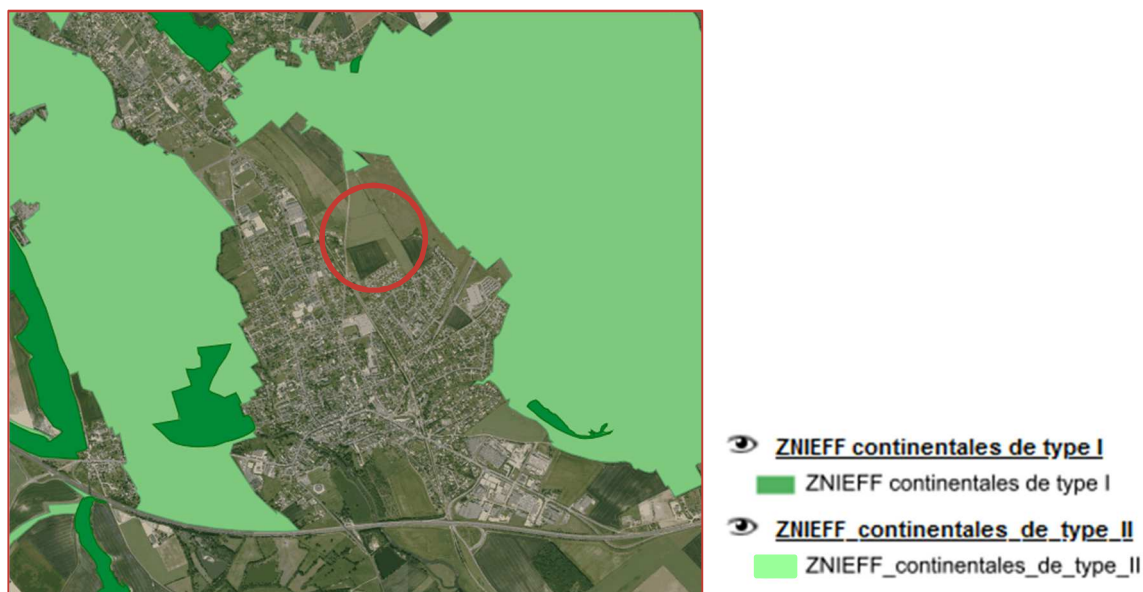 ZNIEFF continentales de type I
ZNIEFF continentales de type I
ZNIEFF_continentales_de_type_II
ZNIEFF_continentales_de_type_II